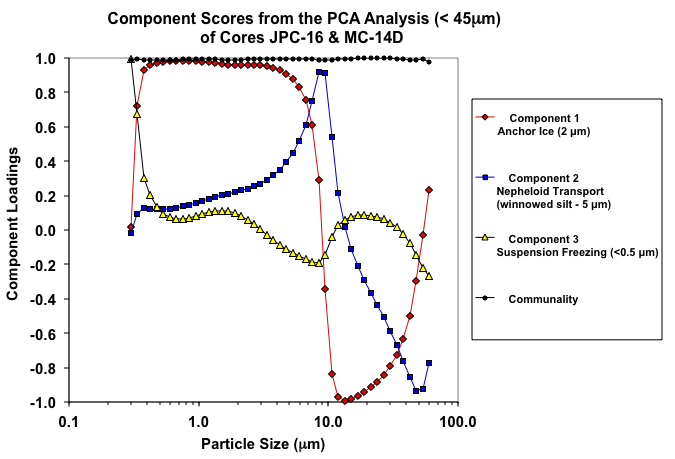 Component Scores from the PCA Analysis (< 45µm)
of Cores JPC-16 & MC-14D
1.0
0.8
0.6
0.4
0.2
0.0
-0.2
-0.4
-0.6
-0.8
-1.0
Component Loadings
0.1
1.0
10.0
100.0
Particle Size (µm)
Component 1
Anchor Ice (2 µm)
Component 2
Nepheloid Transport
(winnowed silt - 5 µm)
Component 3
Suspension Freezing (<0.5 µm)
Communality